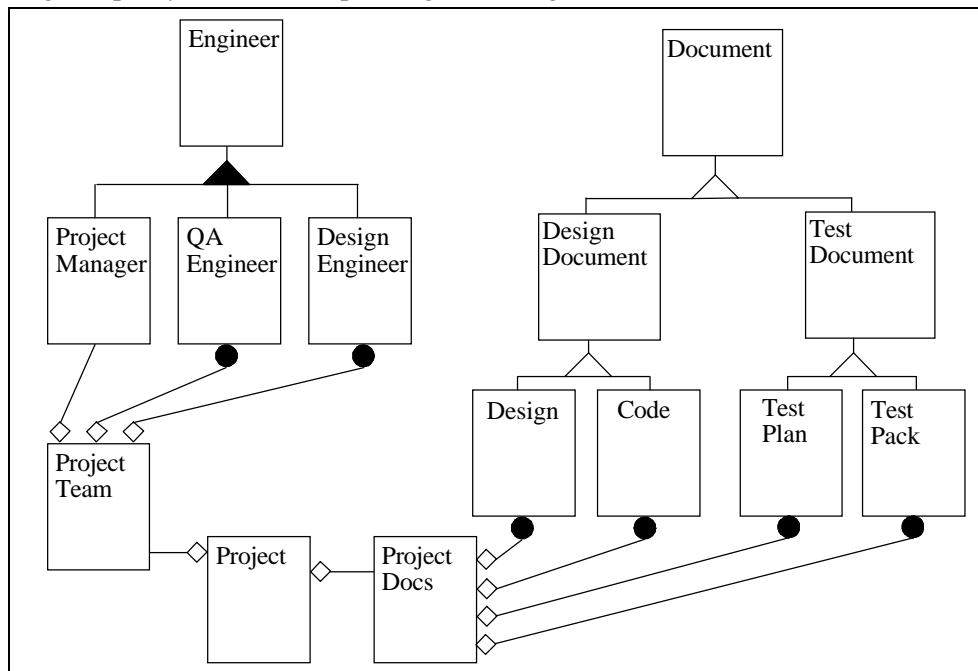 Engineer
Document
Project
Manager
QA
Engineer
Design
Engineer
Design
Document
Test
Document
Design
Code
Test
Plan
Test
Pack
Project
Team
Project
Project
Docs